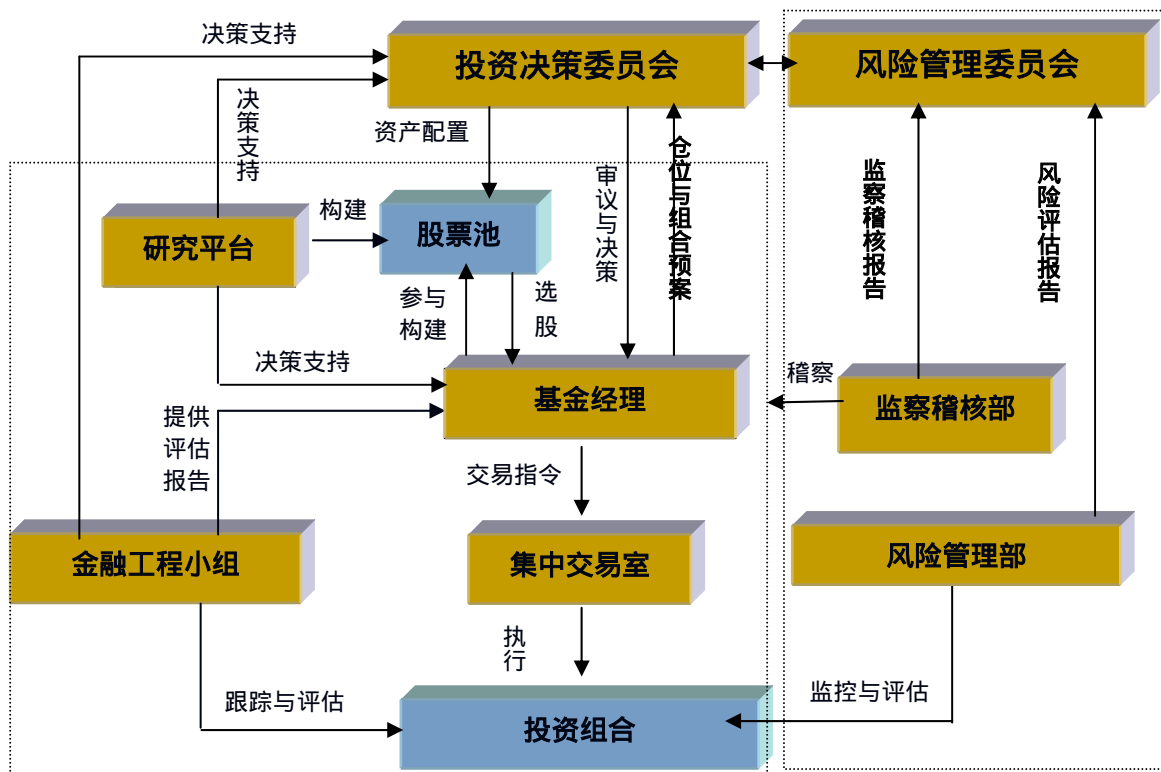 决策支持
投资决策委员会
风险管理委员会
决策支持
资产配置
审议与决策
仓位与组合预案
监察稽核报告
风险评估报告
构建
股票池
研究平台
参与
构建
选
股
决策支持
基金经理
稽察
监察稽核部
提供
评估
报告
交易指令
金融工程小组
集中交易室
风险管理部
执行
跟踪与评估
监控与评估
投资组合